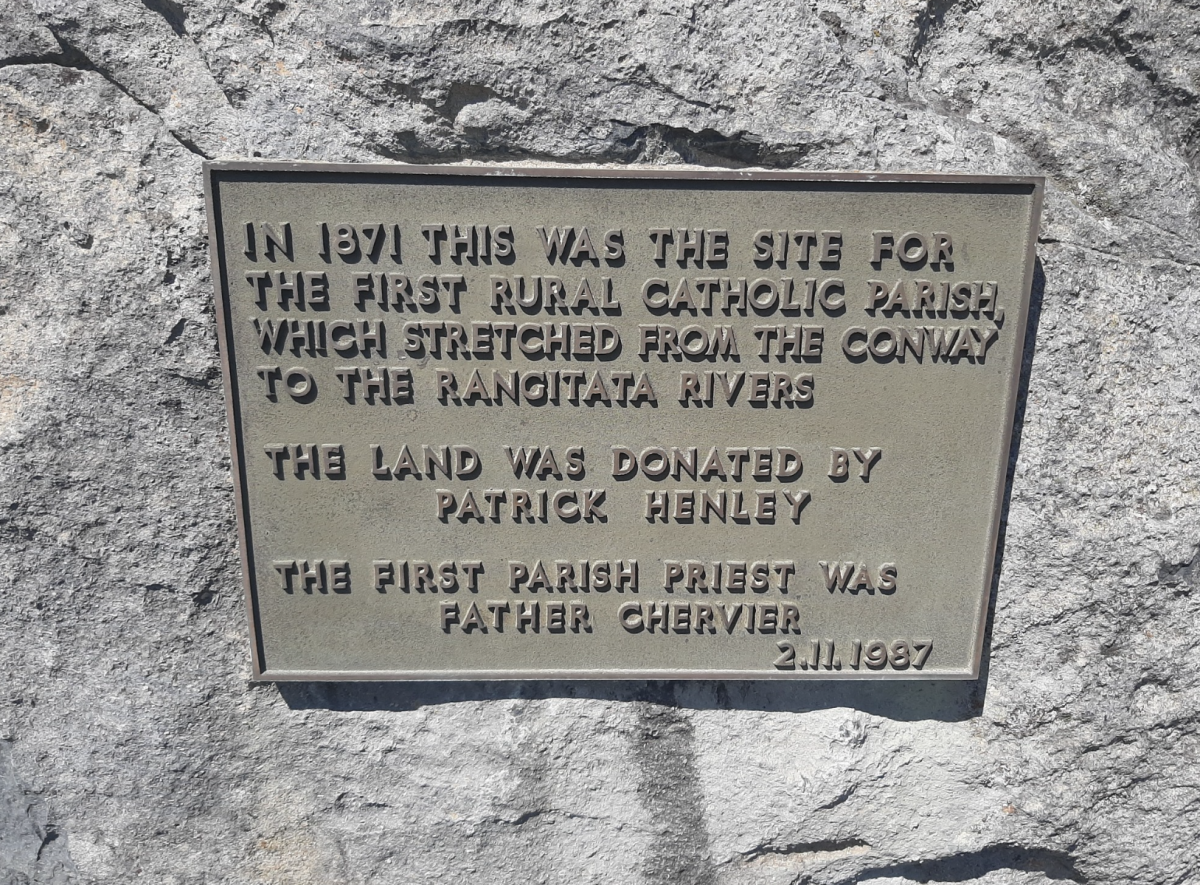 IN 1871 THIS WAS THE SITE FOR
THE FIRST RURAL CATHOLIC PARISH,
WHICH STRETCHED FROM THE CONWAY
TO THE RANGITATA RIVERS
THE LAND WAS DONATED BY
PATRICK HENLEY
THE FIRST PARISH PRIEST WAS
FATHER CHERVIER
2.11.1987